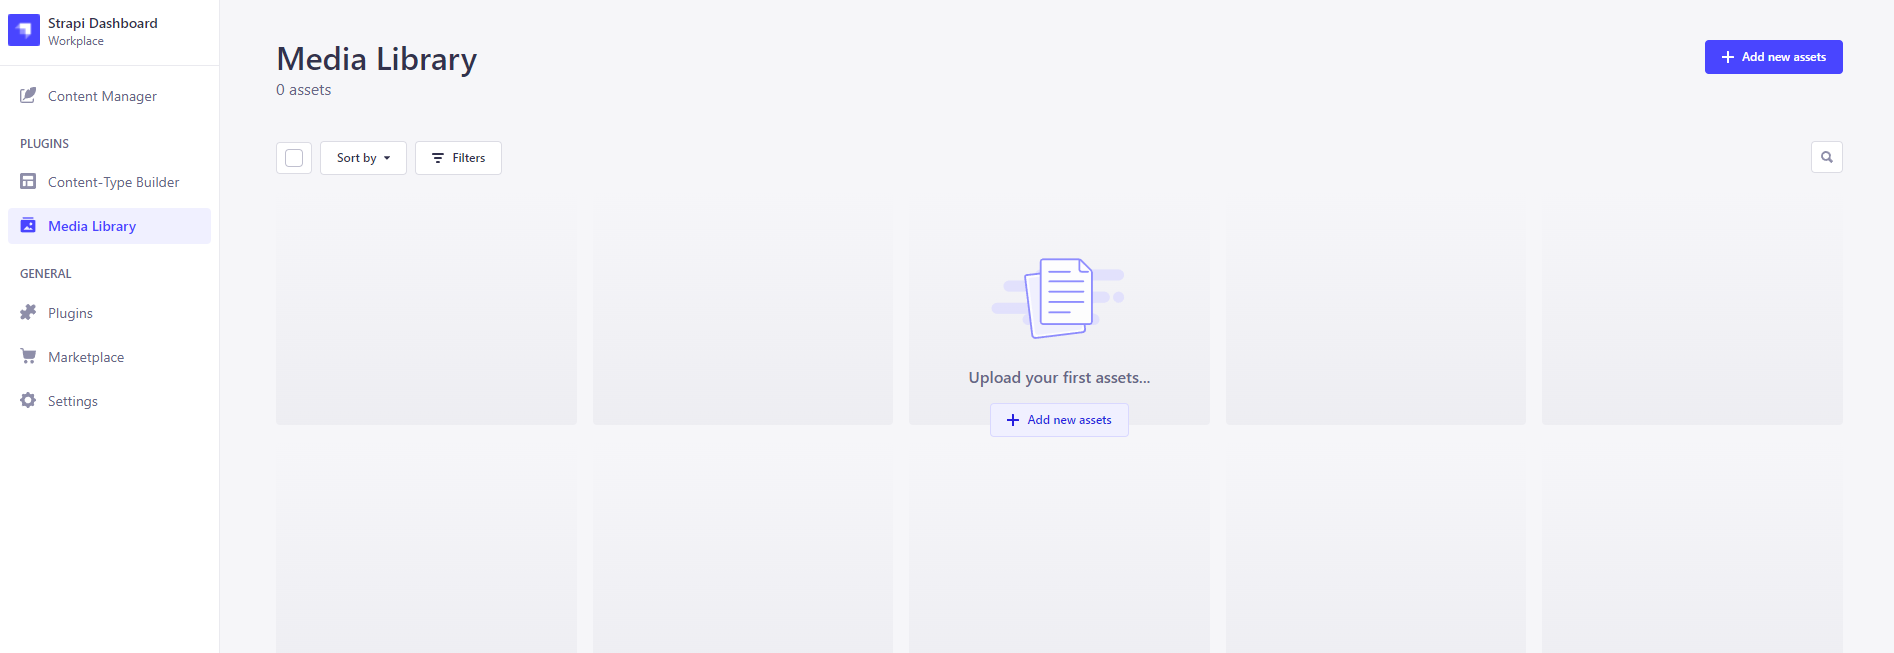 Strapi Dashboard
Workplace
Content Manager
PLUGINS
Content-Type Builder
Media Library
GENERAL
Plugins
Marketplace
Settings
Media Library
0 assets
Add new assets
Sort by
Filters
Upload your first assets...
Add new assets